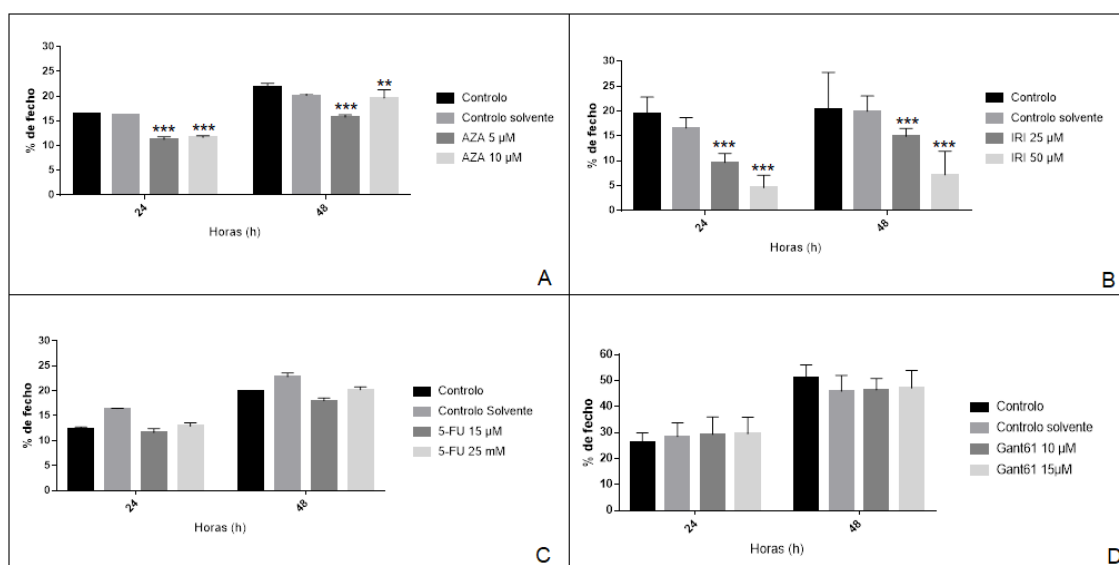 30
25
20
15
10
5
0
% de fecho
*** ***
*** **
24
48
Horas (h)
Controlo
Controlo solvente
AZA 5 µM
AZA 10 µM
A
30
25
20
15
10
5
0
% de fecho
*** ***
*** ***
24
48
Horas (h)
Controlo
Controlo solvente
IRI 25 µM
IRI 50 µM
B
30
25
20
15
10
5
0
% de fecho
24
48
Horas (h)
Controlo
Controlo Solvente
5-FU 15 µM
5-FU 25 mM
C
60
50
40
30
20
10
0
% de fecho
24
48
Horas (h)
Controlo
Controlo solvente
Gant61 10 µM
Gant61 15µM
D